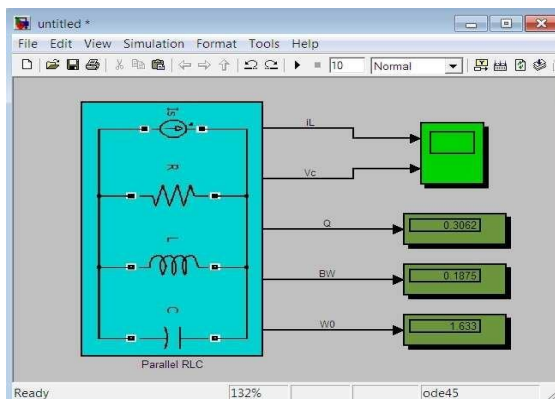 untitled *
File Edit View Simulation Format Tools Help
10 Normal
Is
R
L
C
iL
Vc
Q
BW
W0
0.3062
0.1875
1.633
Parallel RLC
Ready 132% ode45